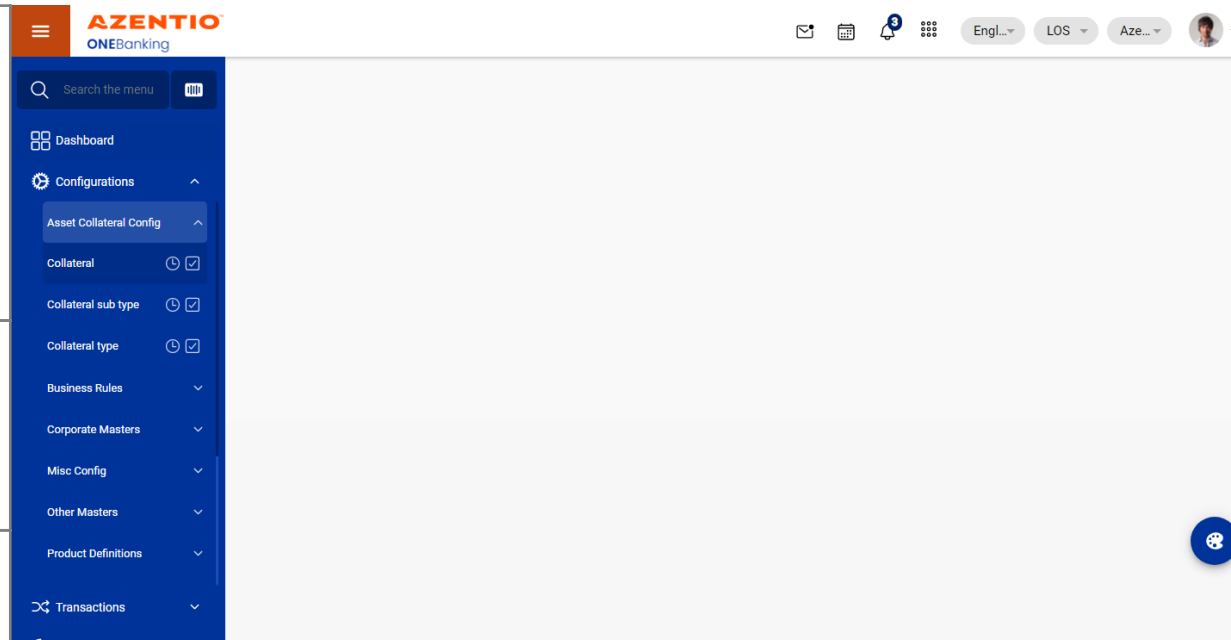 AZENTIO
ONEBanking
3
Engl...
LOS
Aze...
Search the menu
Dashboard
Configurations
Asset Collateral Config
Collateral
Collateral sub type
Collateral type
Business Rules
Corporate Masters
Misc Config
Other Masters
Product Definitions
Transactions